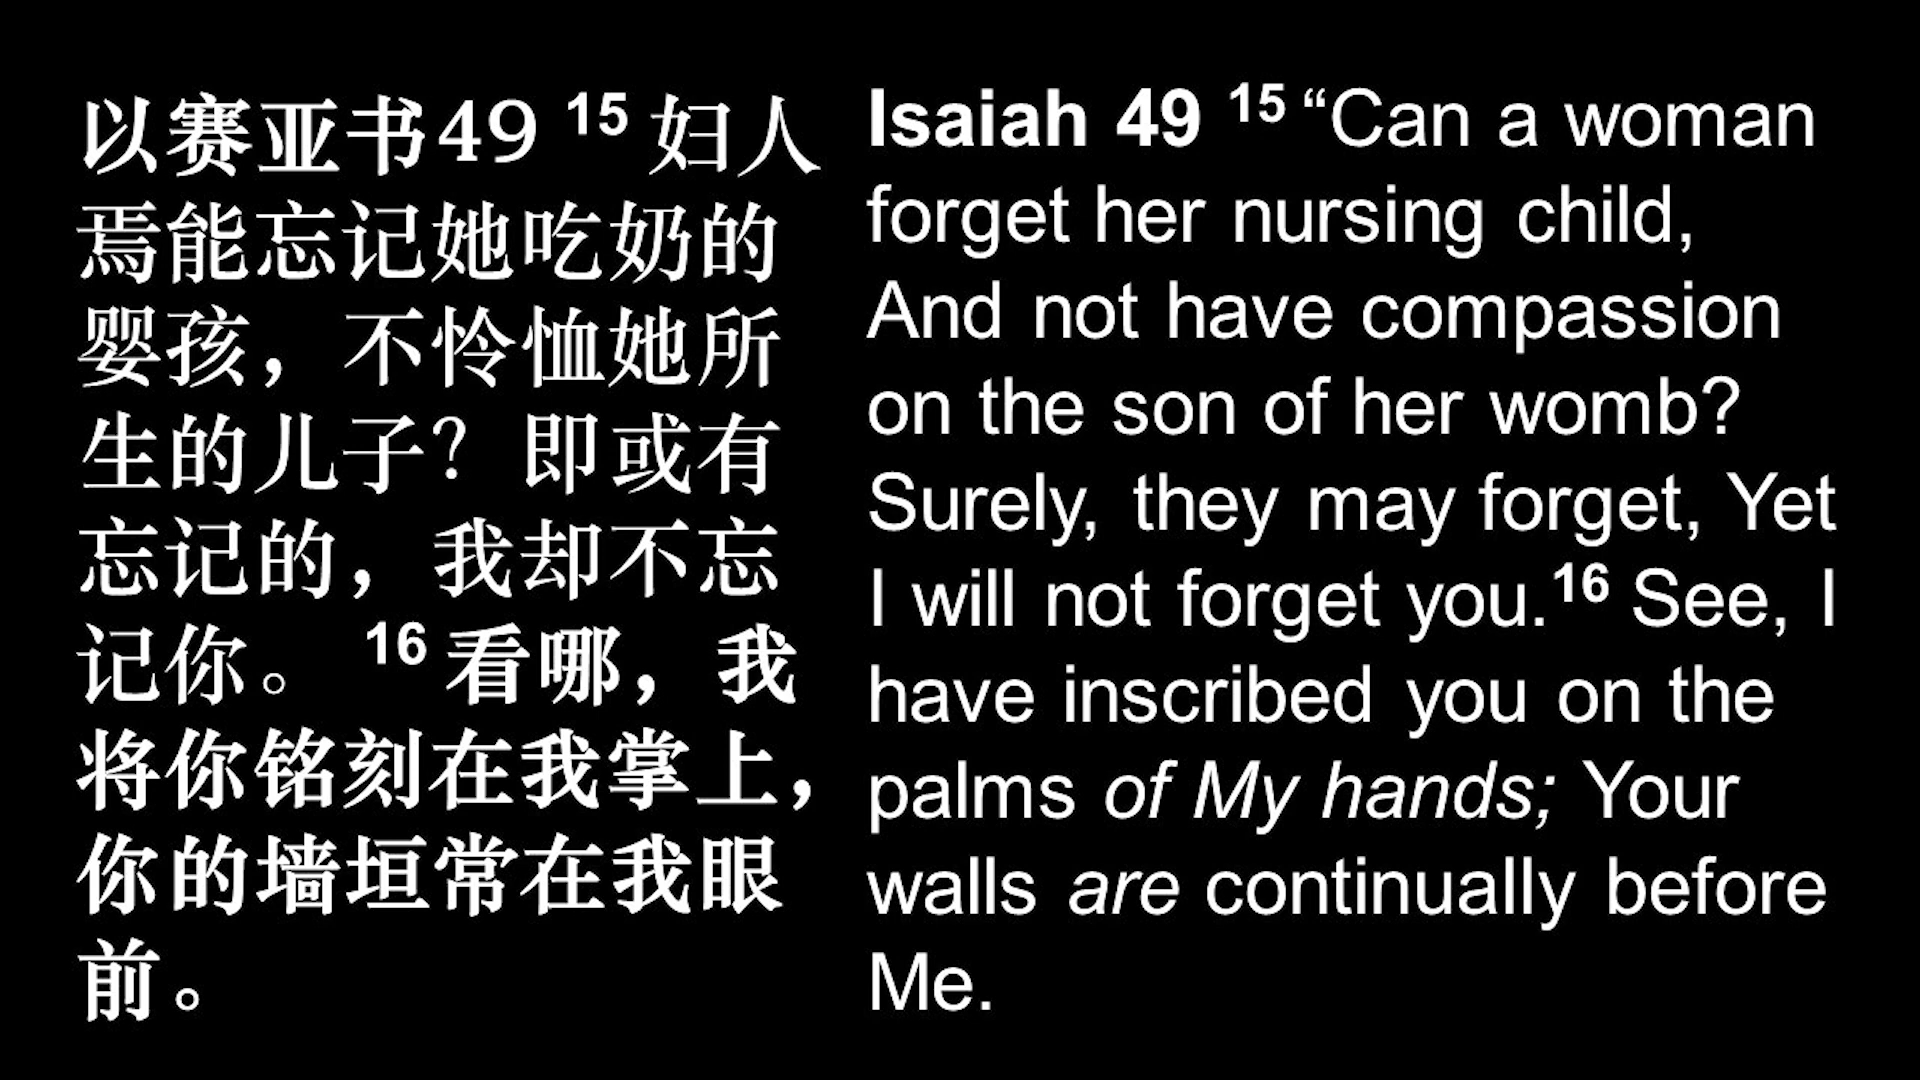 以赛亚书49 15 妇人
焉能忘记她吃奶的
婴孩，不怜恤她所
生的儿子？即或有
忘记的，我却不忘
记你。 16 看哪，我
将你铭刻在我掌上，
你的墙垣常在我眼
前。
Isaiah 49 15 “Can a woman
forget her nursing child,
And not have compassion
on the son of her womb?
Surely, they may forget, Yet
I will not forget you.16 See, I
have inscribed you on the
palms of My hands; Your
walls are continually before
Me.